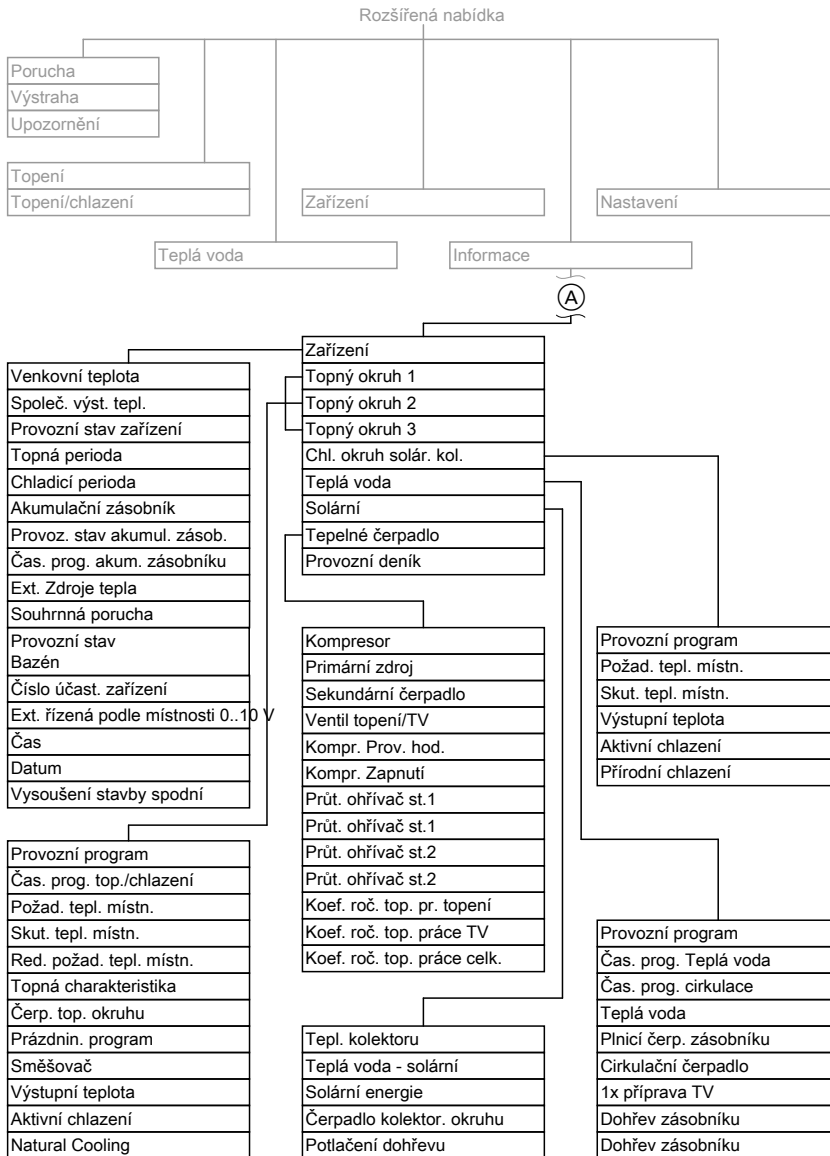 Rozšířená nabídka
Porucha
Výstraha
Upozornění
Topení
Topení/chlazení
Zařízení
Nastavení
Teplá voda
Informace
A
Zařízení
Topný okruh 1
Topný okruh 2
Topný okruh 3
Chl. okruh solár. kol.
Teplá voda
Solární
Tepelné čerpadlo
Provozní deník
Venkovní teplota
Společ. výst. tepl.
Provozní stav zařízení
Topná perioda
Chladicí perioda
Akumulační zásobník
Provoz. stav akumul. zásob.
Čas. prog. akum. zásobníku
Ext. Zdroje tepla
Souhrnná porucha
Provozní stav
Bazén
Číslo účast. zařízení
Ext. řízená podle místnosti 0..10 V
Čas
Datum
Vysoušení stavby spodní
Kompresor
Primární zdroj
Sekundární čerpadlo
Ventil topení/TV
Kompr. Prov. hod.
Kompr. Zapnutí
Průt. ohřívač st.1
Průt. ohřívač st.1
Průt. ohřívač st.2
Průt. ohřívač st.2
Koef. roč. top. pr. topení
Koef. roč. top. práce TV
Koef. roč. top. práce celk.
Provozní program
Požad. tepl. místn.
Skut. tepl. místn.
Výstupní teplota
Aktivní chlazení
Přírodní chlazení
Provozní program
Čas. prog. top./chlazení
Požad. tepl. místn.
Skut. tepl. místn.
Red. požad. tepl. místn.
Topná charakteristika
Čerp. top. okruhu
Prázdnin. program
Směšovač
Výstupní teplota
Aktivní chlazení
Natural Cooling
Tepl. kolektoru
Teplá voda - solární
Solární energie
Čerpadlo kolektor. okruhu
Potlačení dohřevu
Provozní program
Čas. prog. Teplá voda
Čas. prog. cirkulace
Teplá voda
Plnicí čerp. zásobníku
Cirkulační čerpadlo
1x příprava TV
Dohřev zásobníku
Dohřev zásobníku